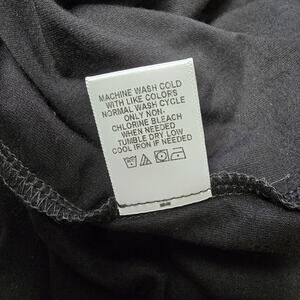 MACHINE WASH COLD
WITH LIKE COLORS
NORMAL WASH CYCLE
ONLY NON-
CHLORINE BLEACH
WHEN NEEDED
TUMBLE DRY LOW
COOL IRON IF NEEDED